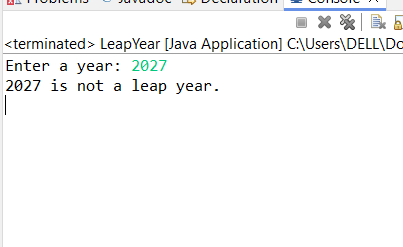 Problems Javadoc Declaration Console
<terminated> LeapYear [Java Application] C:\Users\DELL\Do
Enter a year: 2027
2027 is not a leap year.